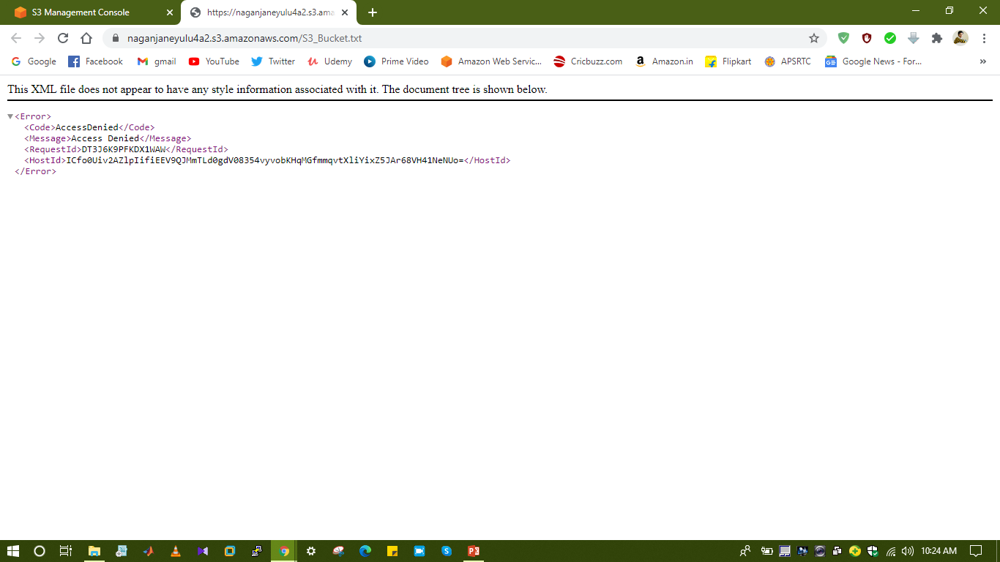 S3 Management Console
https://naganjaneyulu4a2.s3.ama
naganjaneyulu4a2.s3.amazonaws.com/S3_Bucket.txt
Google Facebook gmail YouTube Twitter Udemy Prime Video Amazon Web Servic... Cricbuzz.com Amazon.in Flipkart APSRTC Google News - For... »
This XML file does not appear to have any style information associated with it. The document tree is shown below.
▼<Error>
<Code>AccessDenied</Code>
<Message>Access Denied</Message>
<RequestId>DT3J6K9PFKDX1WAW</RequestId>
<HostId>ICfo0Uiv2AZlpIifiEEV9QJMmTLd0gdV08354vyvobKHqMGfmmqvtXliYixZ5JAr68VH41NeNUo=</HostId>
</Error>
10:24 AM